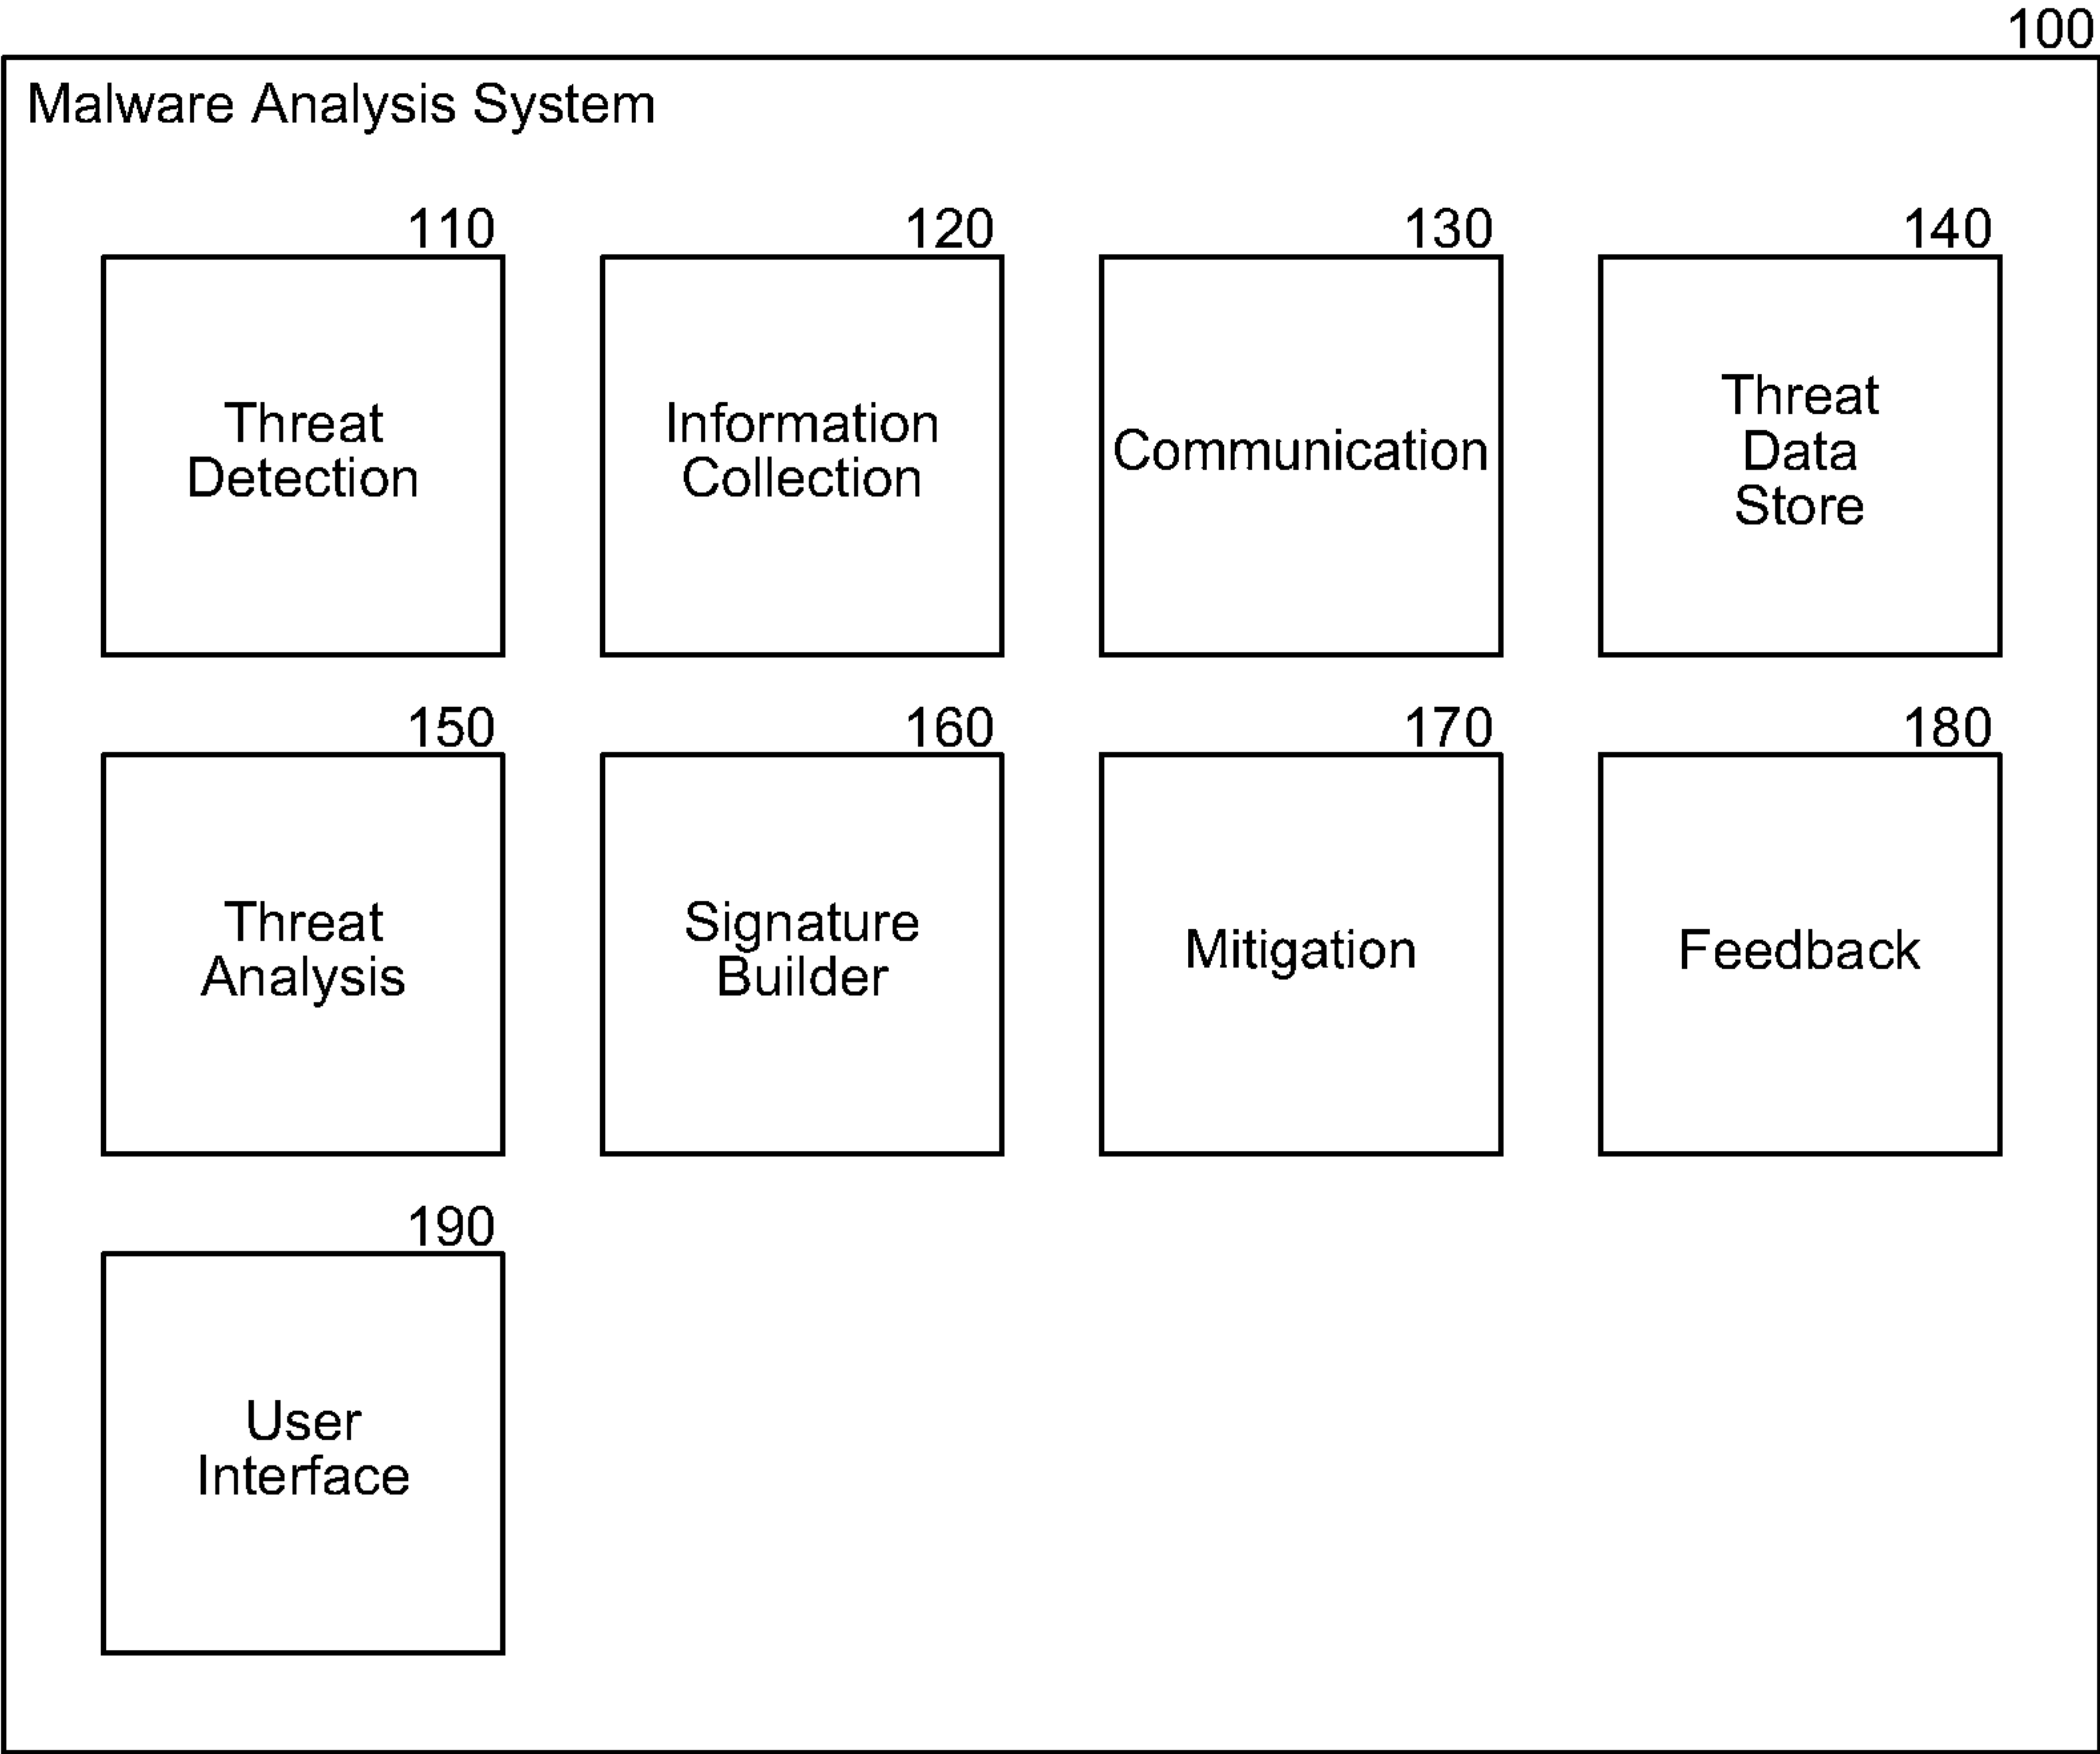 100
Malware Analysis System
110
Threat
Detection
120
Information
Collection
130
Communication
140
Threat
Data
Store
150
Threat
Analysis
160
Signature
Builder
170
Mitigation
180
Feedback
190
User
Interface